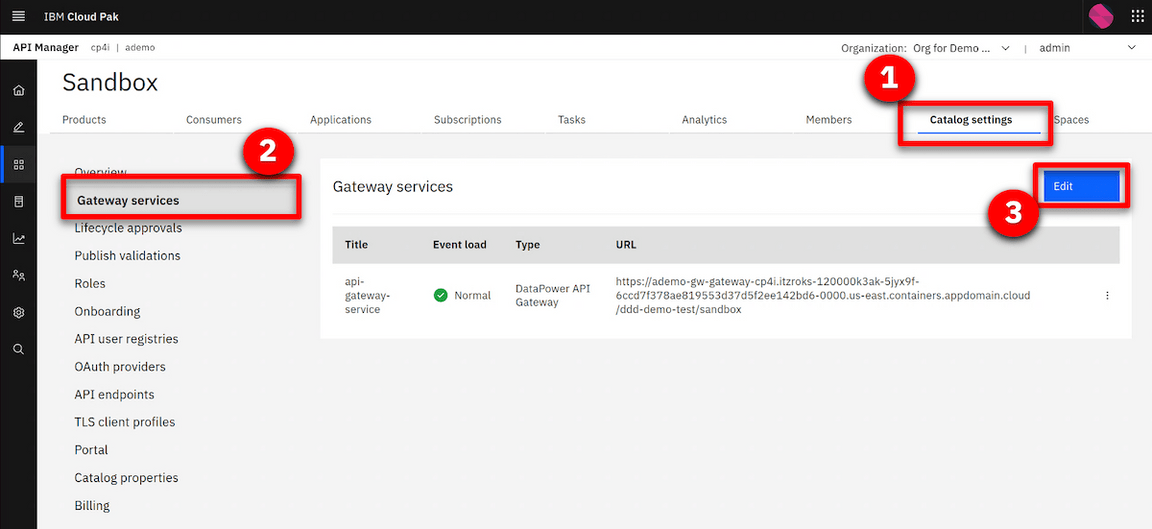 IBM Cloud Pak
API Manager cp4i | ademo
Organization: Org for Demo ... | admin
Sandbox
1
Products Consumers Applications Subscriptions Tasks Analytics Members Catalog settings Spaces
2
Overview
Gateway services
Lifecycle approvals
Publish validations
Roles
Onboarding
API user registries
OAuth providers
API endpoints
TLS client profiles
Portal
Catalog properties
Billing
Gateway services
Edit
3
Title Event load Type URL
api-
gateway-
service
Normal
DataPower API
Gateway
https://ademo-gw-gateway-cp4i.itzroks-120000k3ak-5jyx9f-
6ccd7f378ae819553d37d5f2ee142bd6-0000.us-east.containers.appdomain.cloud
/ddd-demo-test/sandbox